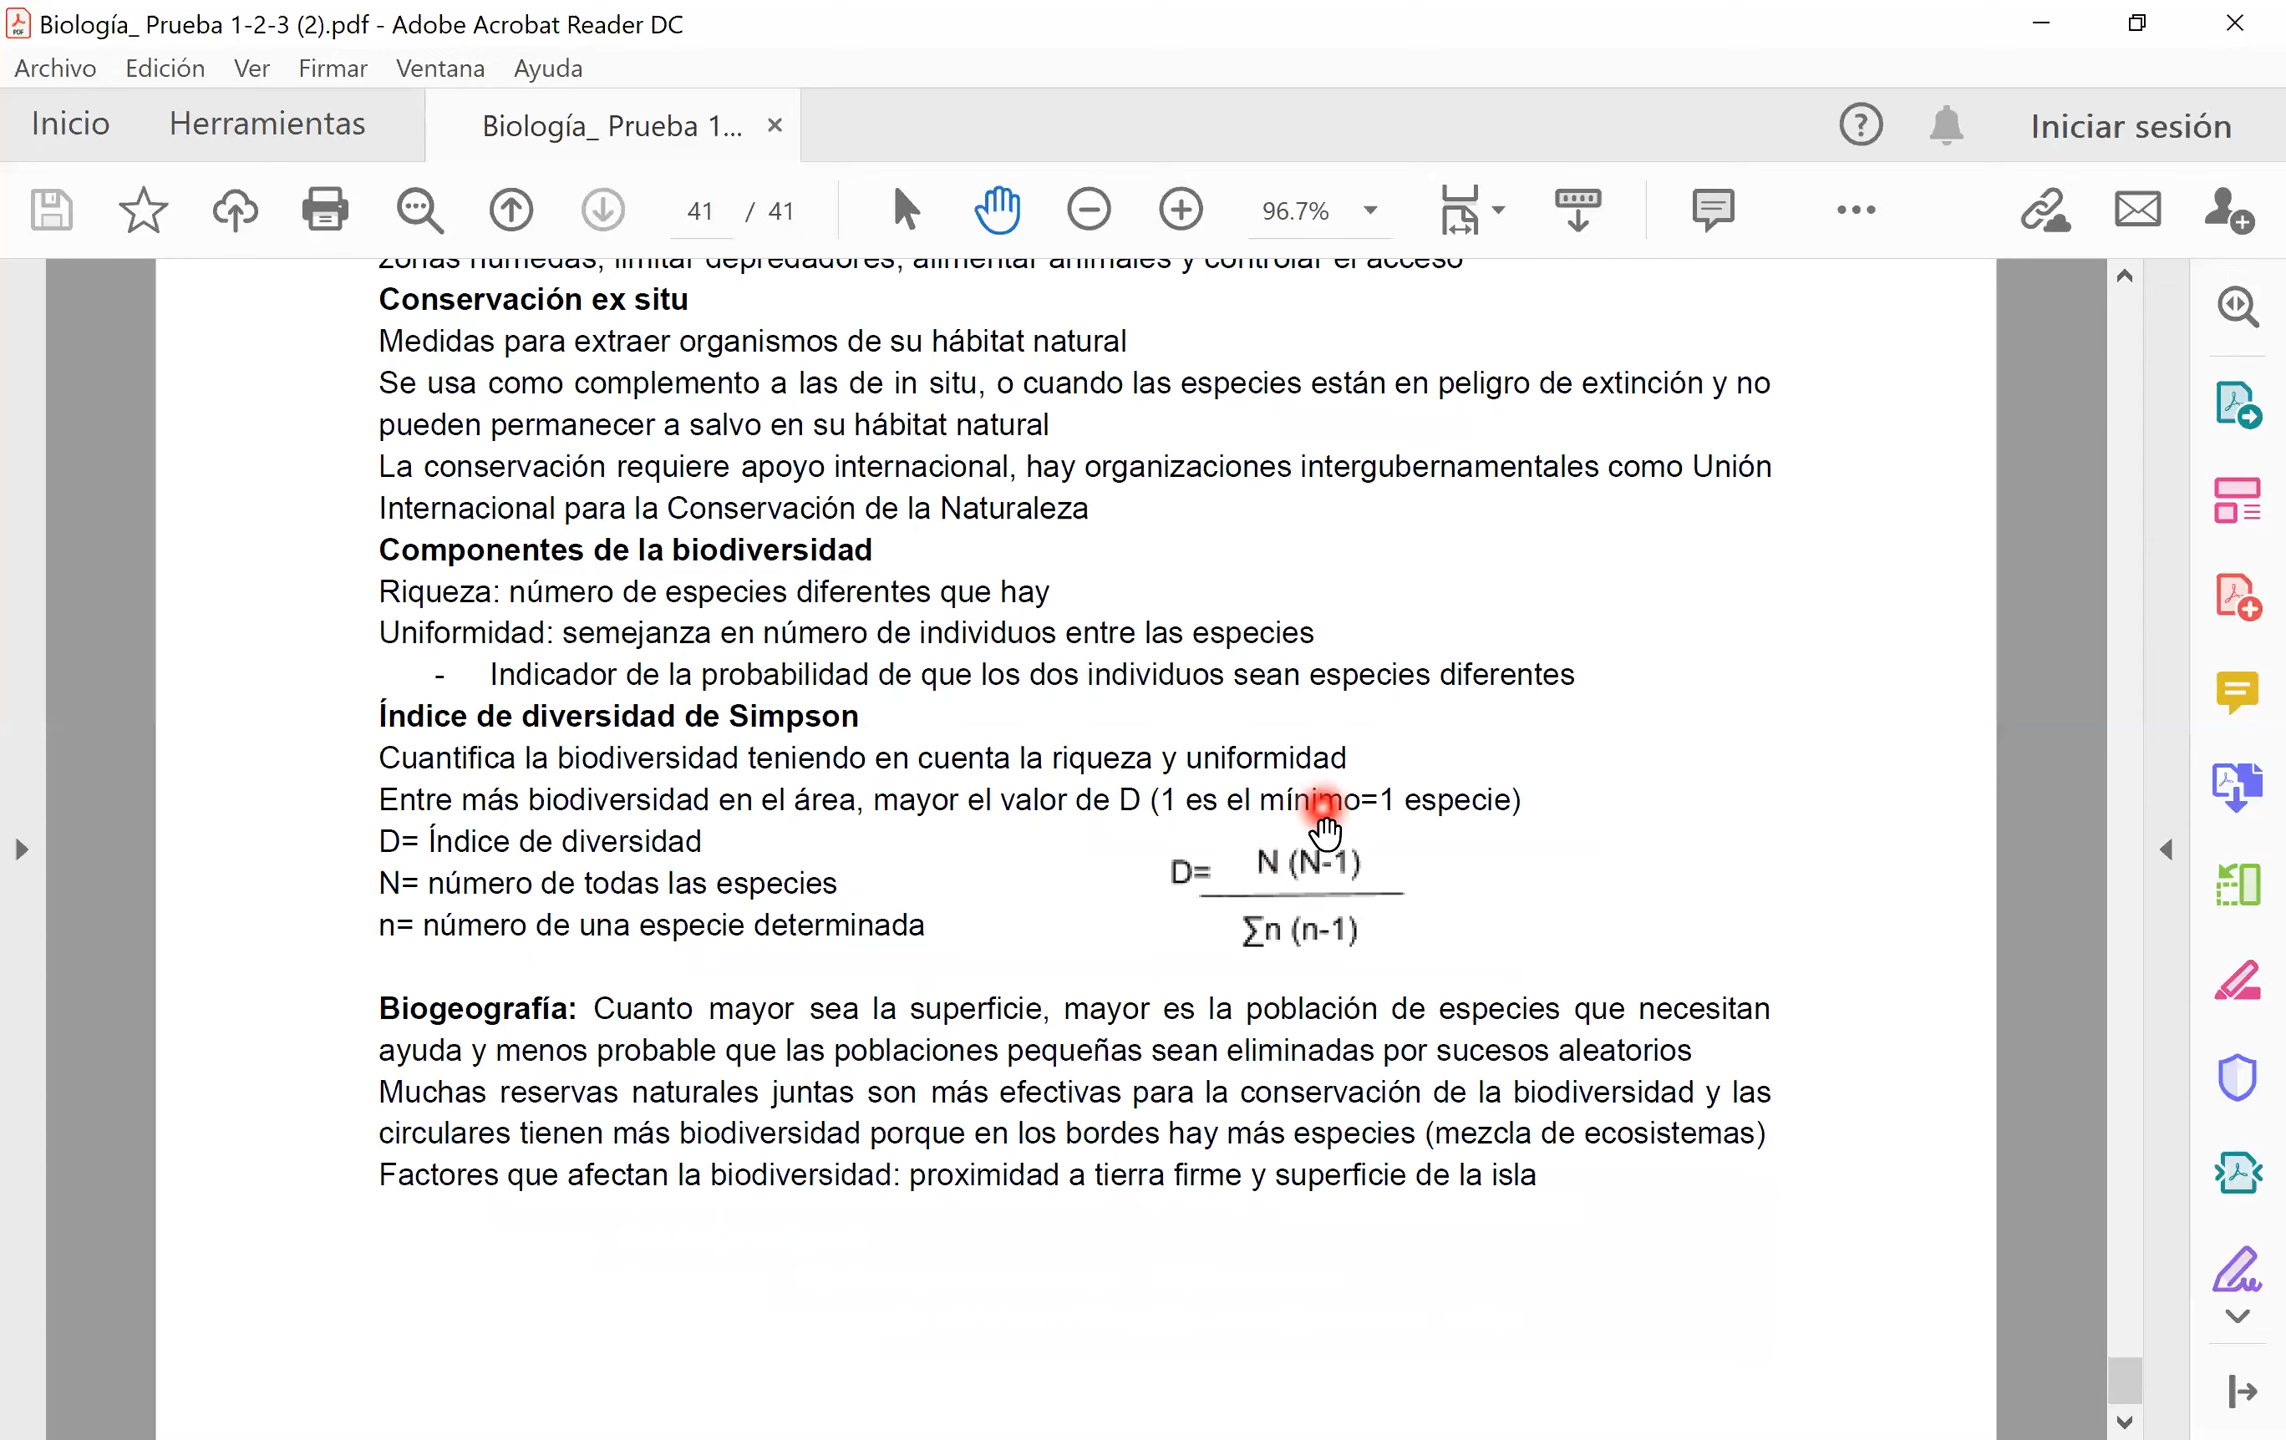 Biología_ Prueba 1-2-3 (2).pdf - Adobe Acrobat Reader DC
Archivo Edición Ver Firmar Ventana Ayuda
Inicio Herramientas Biología_ Prueba 1... × Iniciar sesión
41 / 41 96.7%
zonas húmedas, limitar depredadores, alimentar animales y controlar el acceso
Conservación ex situ
Medidas para extraer organismos de su hábitat natural
Se usa como complemento a las de in situ, o cuando las especies están en peligro de extinción y no
pueden permanecer a salvo en su hábitat natural
La conservación requiere apoyo internacional, hay organizaciones intergubernamentales como Unión
Internacional para la Conservación de la Naturaleza
Componentes de la biodiversidad
Riqueza: número de especies diferentes que hay
Uniformidad: semejanza en número de individuos entre las especies
- Indicador de la probabilidad de que los dos individuos sean especies diferentes
Índice de diversidad de Simpson
Cuantifica la biodiversidad teniendo en cuenta la riqueza y uniformidad
Entre más biodiversidad en el área, mayor el valor de D (1 es el mínimo=1 especie)
D= Índice de diversidad
N= número de todas las especies
n= número de una especie determinada
D= N (N-1)
∑n (n-1)
Biogeografía: Cuanto mayor sea la superficie, mayor es la población de especies que necesitan
ayuda y menos probable que las poblaciones pequeñas sean eliminadas por sucesos aleatorios
Muchas reservas naturales juntas son más efectivas para la conservación de la biodiversidad y las
circulares tienen más biodiversidad porque en los bordes hay más especies (mezcla de ecosistemas)
Factores que afectan la biodiversidad: proximidad a tierra firme y superficie de la isla